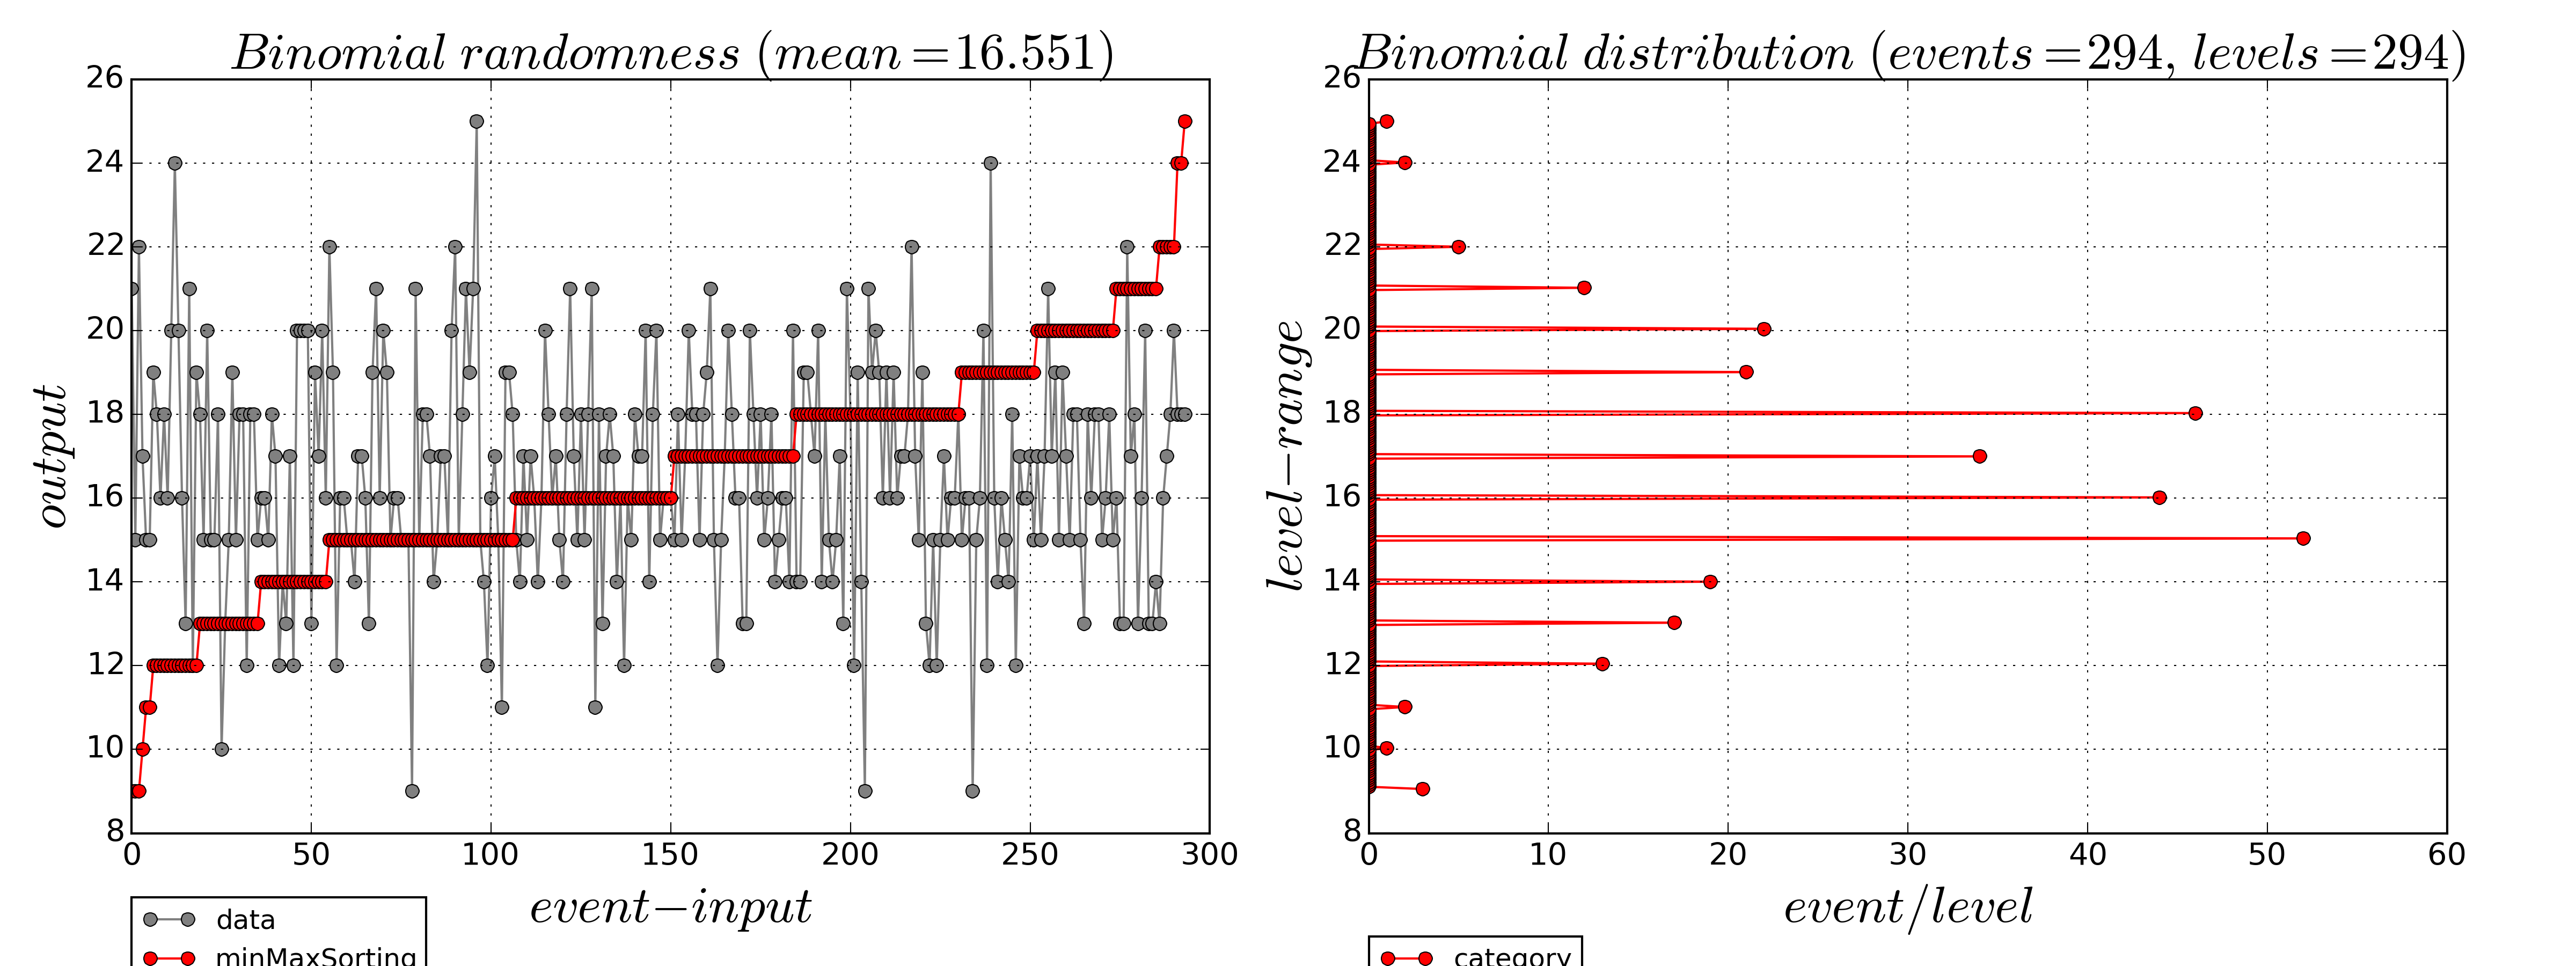 Binomial randomness (mean=16.551)
26
24
22
20
18
16
14
12
10
8
output
0 50 100 150 200 250 300
event−input
data
minMaxSorting
Binomial distribution (events=294, levels=294)
26
24
22
20
18
16
14
12
10
8
level−range
0 10 20 30 40 50 60
event/level
category